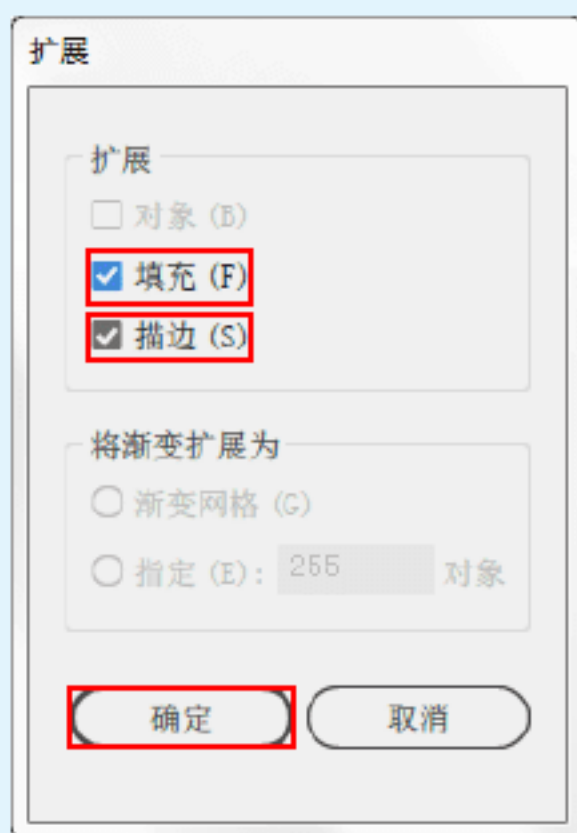 扩展
扩展
对象 (B)
填充 (F)
描边 (S)
将渐变扩展为
渐变网格 (G)
指定 (E): 255 对象
确定 取消